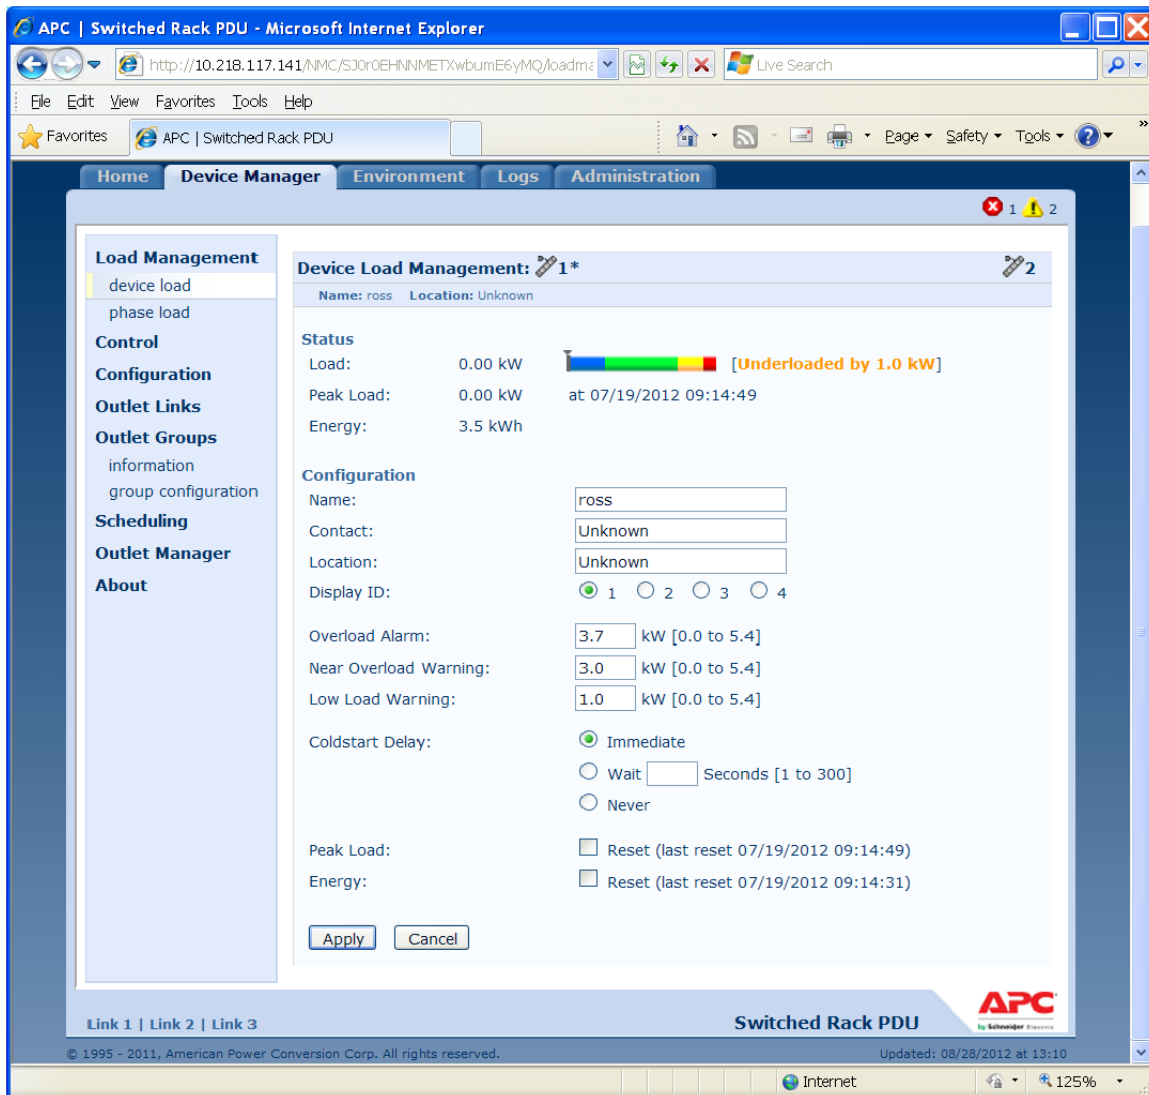 APC | Switched Rack PDU - Microsoft Internet Explorer
http://10.218.117.141/NMC/SJ0r0EHNNMETXwbumE6yMQ/loadma
Live Search
File Edit View Favorites Tools Help
Favorites APC | Switched Rack PDU Page Safety Tools »
Home Device Manager Environment Logs Administration
1 2
Load Management
device load
phase load
Control
Configuration
Outlet Links
Outlet Groups
information
group configuration
Scheduling
Outlet Manager
About
Device Load Management: 1* 2
Name: ross Location: Unknown
Status
Load: 0.00 kW [Underloaded by 1.0 kW]
Peak Load: 0.00 kW at 07/19/2012 09:14:49
Energy: 3.5 kWh
Configuration
Name: ross
Contact: Unknown
Location: Unknown
Display ID: 1 2 3 4
Overload Alarm: 3.7 kW [0.0 to 5.4]
Near Overload Warning: 3.0 kW [0.0 to 5.4]
Low Load Warning: 1.0 kW [0.0 to 5.4]
Coldstart Delay: Immediate
Wait Seconds [1 to 300]
Never
Peak Load: Reset (last reset 07/19/2012 09:14:49)
Energy: Reset (last reset 07/19/2012 09:14:31)
Apply Cancel
Link 1 | Link 2 | Link 3
Switched Rack PDU
APC
by Schneider Electric
© 1995 - 2011, American Power Conversion Corp. All rights reserved.
Updated: 08/28/2012 at 13:10
Internet 125%